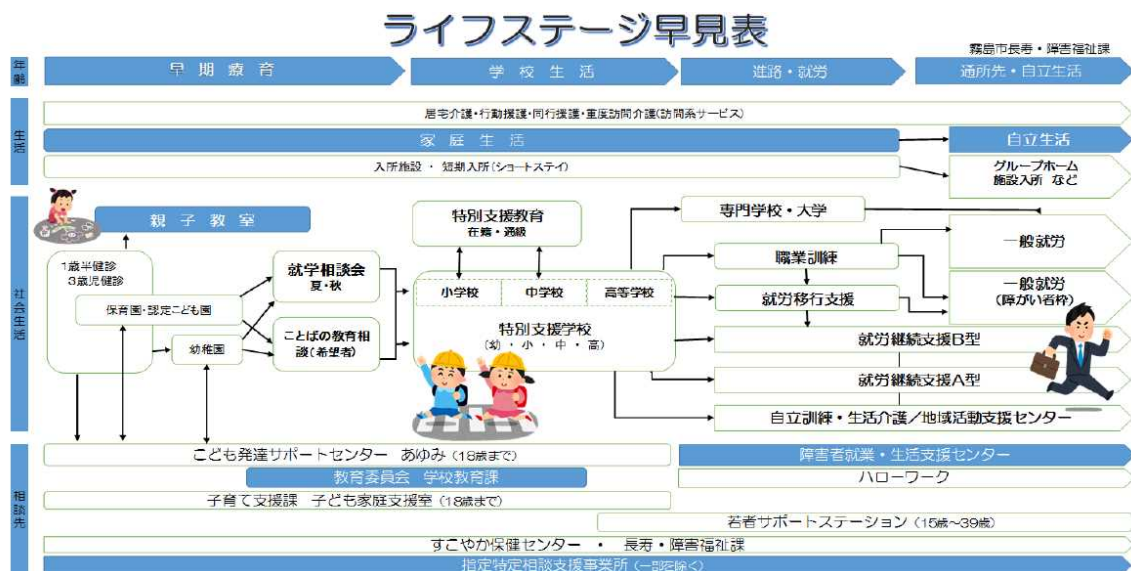 ライフステージ早見表
霧島市長寿・障害福祉課
年齢
早期療育
学校生活
進路・就労
通所先・自立生活
生活
居宅介護・行動援護・同行援護・重度訪問介護(訪問系サービス)
家庭生活
自立生活
入所施設・短期入所(ショートステイ)
グループホーム
施設入所 など
社会生活
親子教室
特別支援教育
在籍・通級
専門学校・大学
1歳半健診
3歳児健診
就学相談会
夏・秋
一般就労
職業訓練
保育園・認定こども園
小学校
中学校
高等学校
就労移行支援
一般就労
(障がい者枠)
幼稚園
ことばの教育相
談(希望者)
特別支援学校
(幼・小・中・高)
就労継続支援B型
就労継続支援A型
自立訓練・生活介護/地域活動支援センター
相談先
こども発達サポートセンター あゆみ(18歳まで)
障害者就業・生活支援センター
教育委員会 学校教育課
ハローワーク
子育て支援課 子ども家庭支援室(18歳まで)
若者サポートステーション(15歳～39歳)
すこやか保健センター ・ 長寿・障害福祉課
指定特定相談支援事業所(一部を除く)